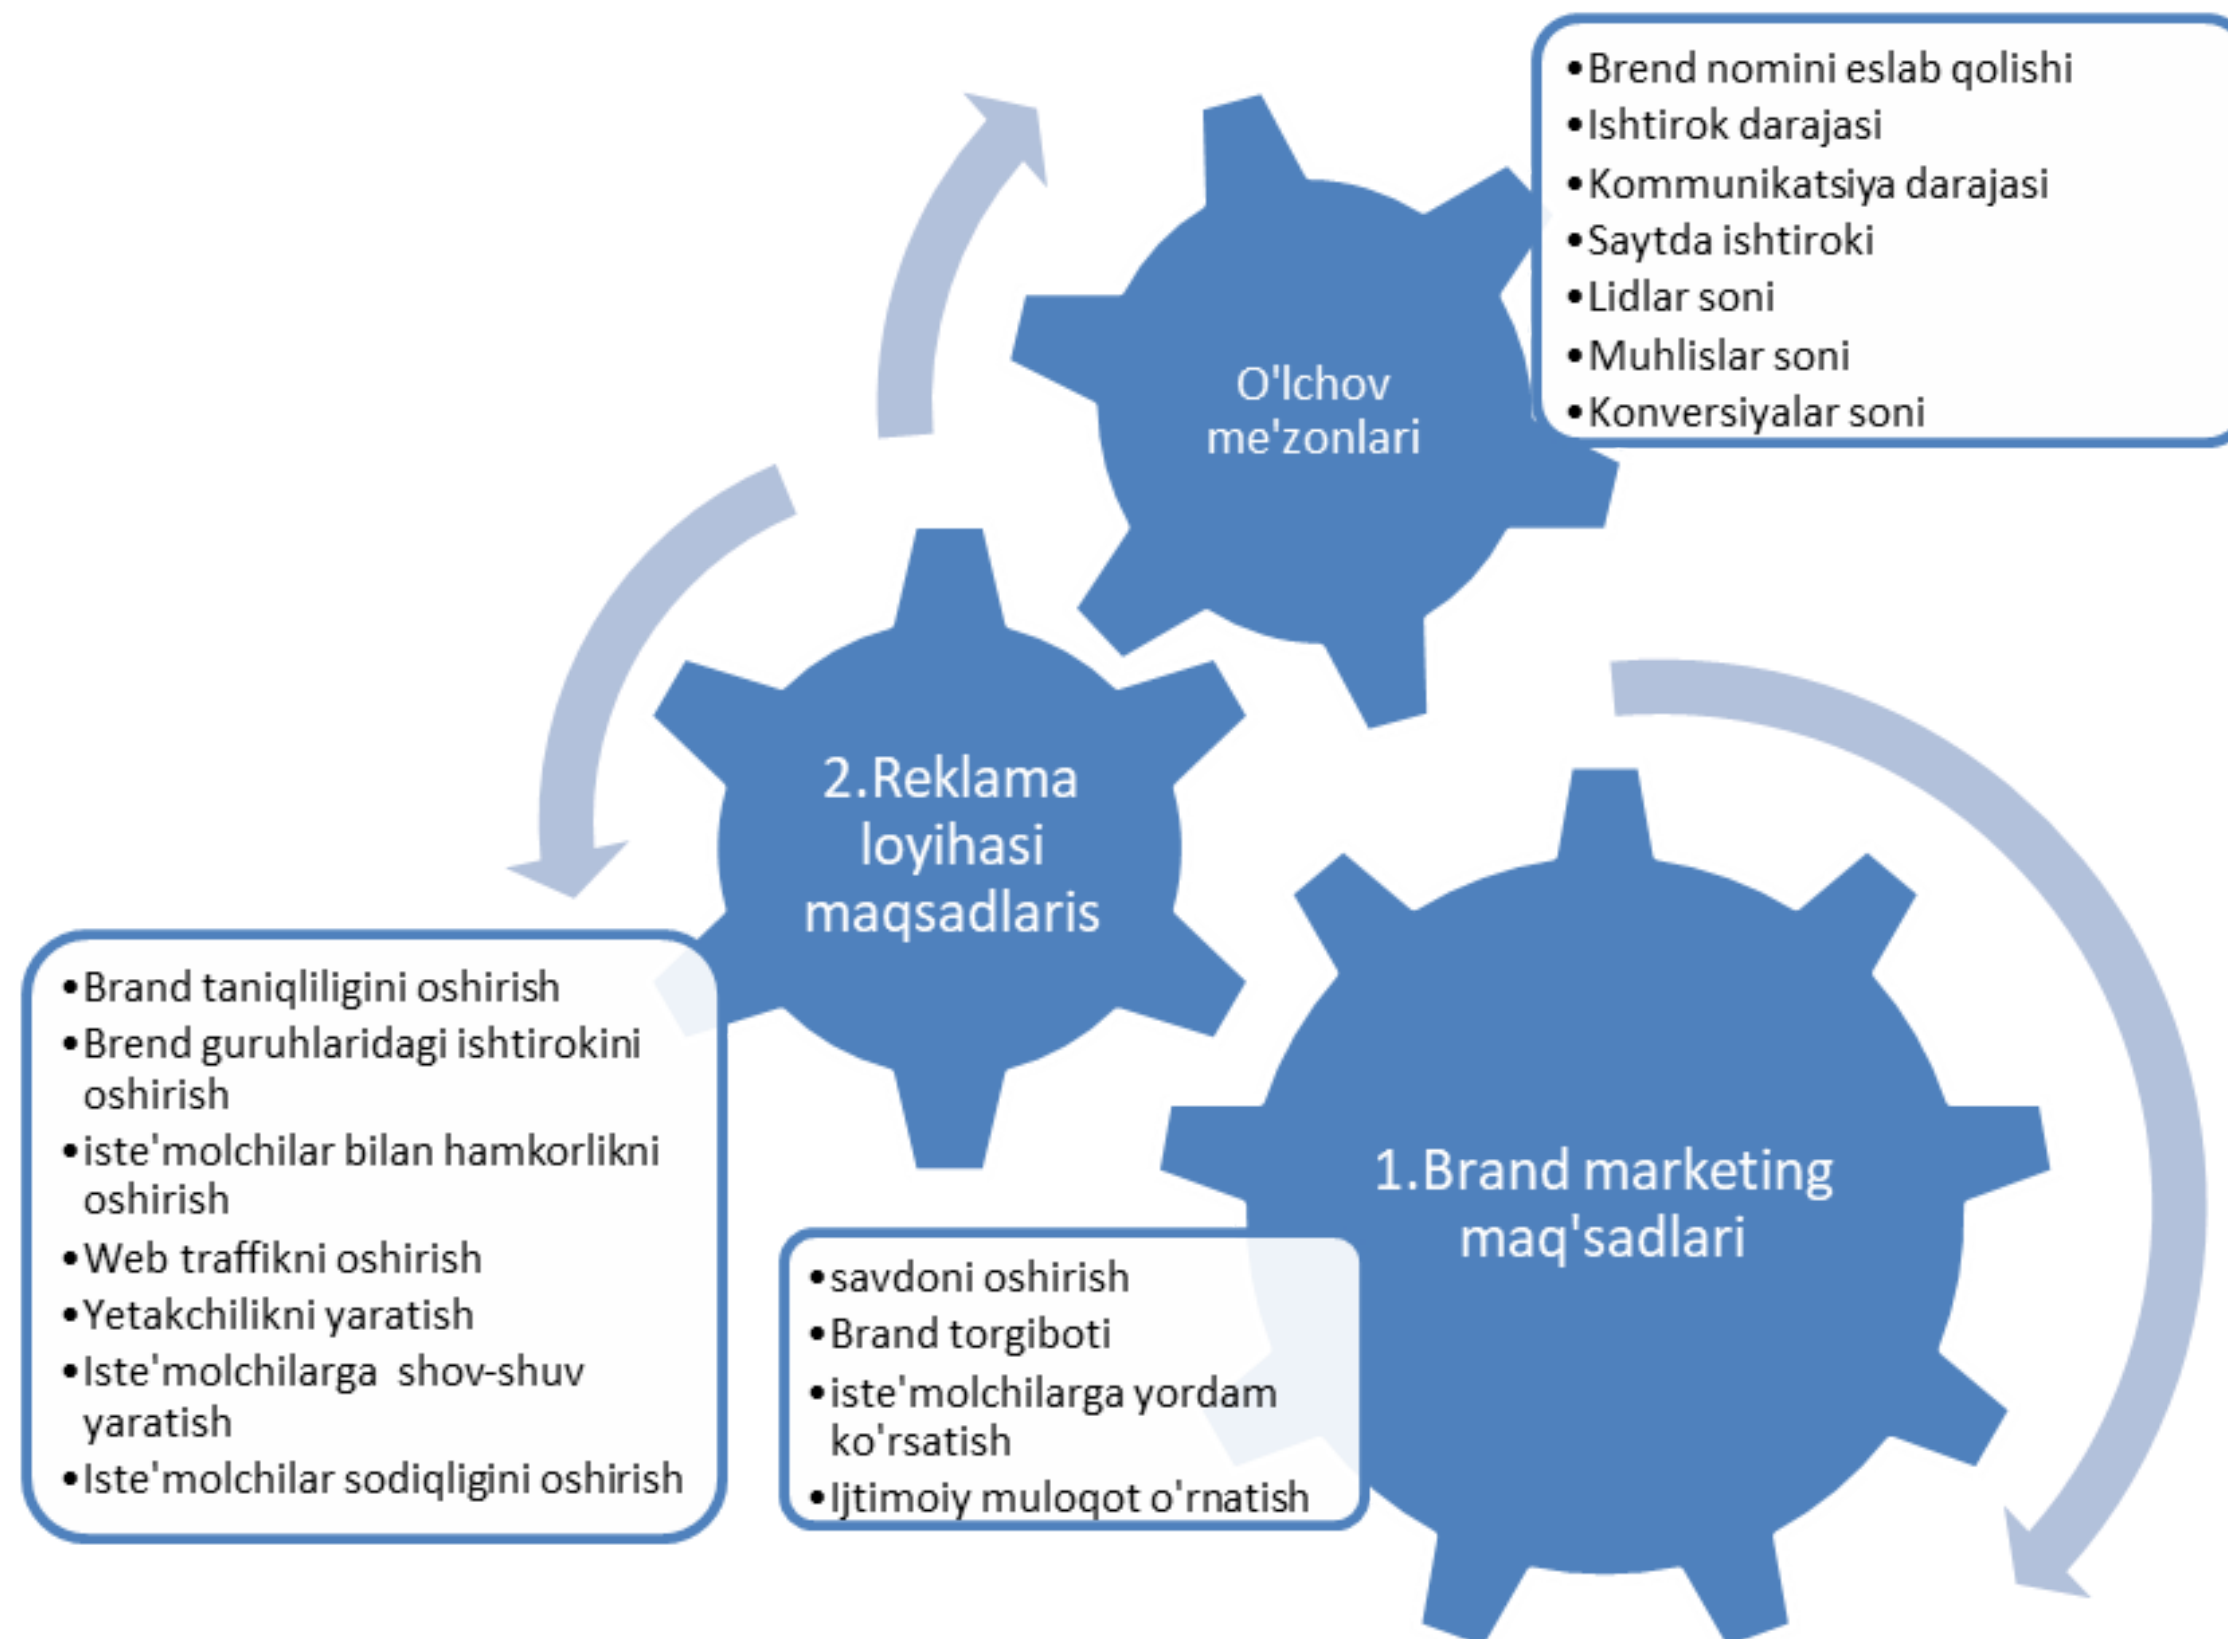 •Brend nomini eslab qolishi
•Ishtirok darajasi
•Kommunikatsiya darajasi
•Saytda ishtiroki
•Lidlar soni
•Muhlislar soni
•Konversiyalar soni
O'lchov
me'zonlari
2.Reklama
loyihasi
maqsadlaris
•Brand taniqliligini oshirish
•Brend guruhlaridagi ishtirokini
oshirish
•iste'molchilar bilan hamkorlikni
oshirish
•Web traffikni oshirish
•Yetakchilikni yaratish
•Iste'molchilarga  shov-shuv
yaratish
•Iste'molchilar sodiqligini oshirish
1.Brand marketing
maq'sadlari
•savdoni oshirish
•Brand torgiboti
•iste'molchilarga yordam
ko'rsatish
•Ijtimoiy muloqot o'rnatish